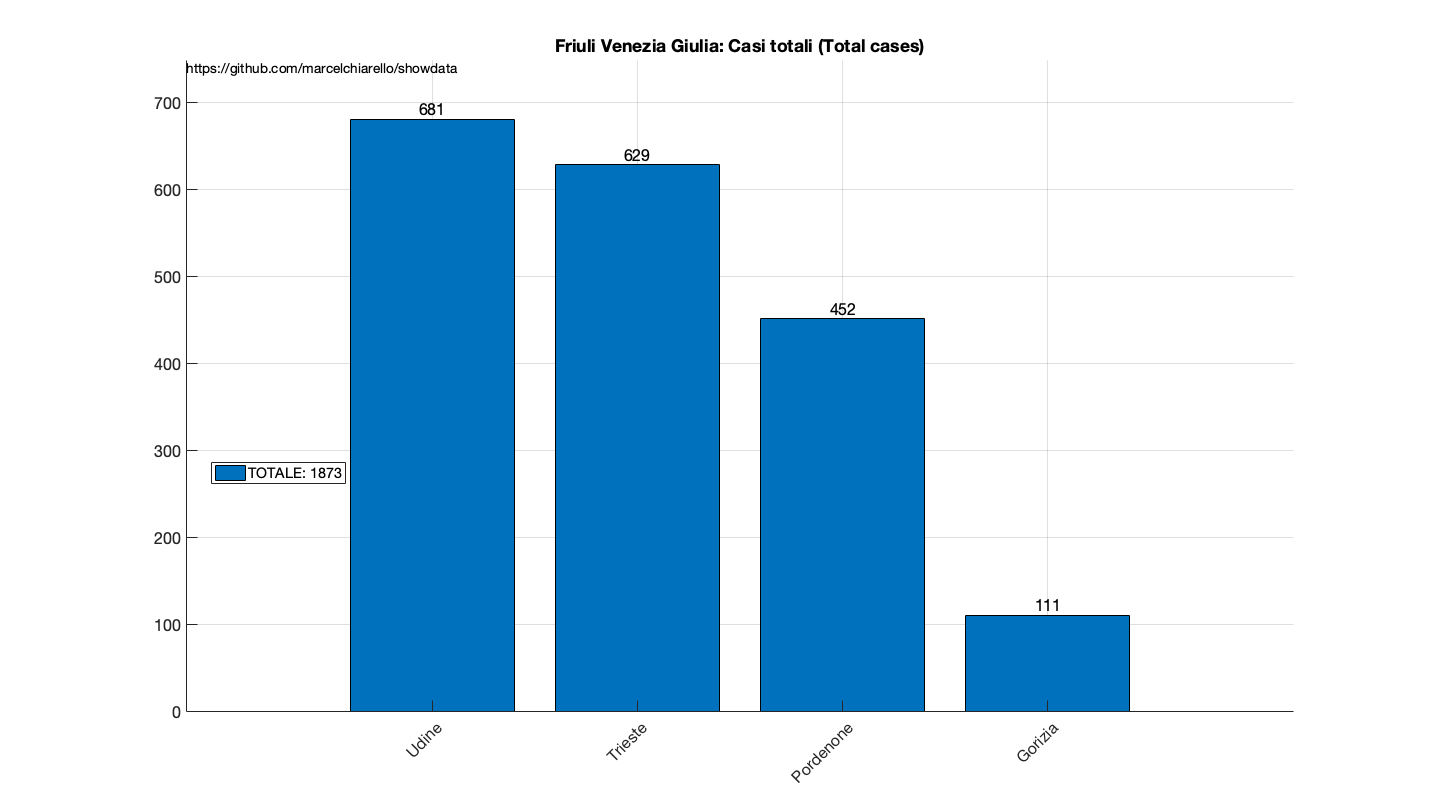 Friuli Venezia Giulia: Casi totali (Total cases)
https://github.com/marcelchiarello/showdata
700
600
500
400
300
200
100
0
681
629
452
111
TOTALE: 1873
Udine
Trieste
Pordenone
Gorizia